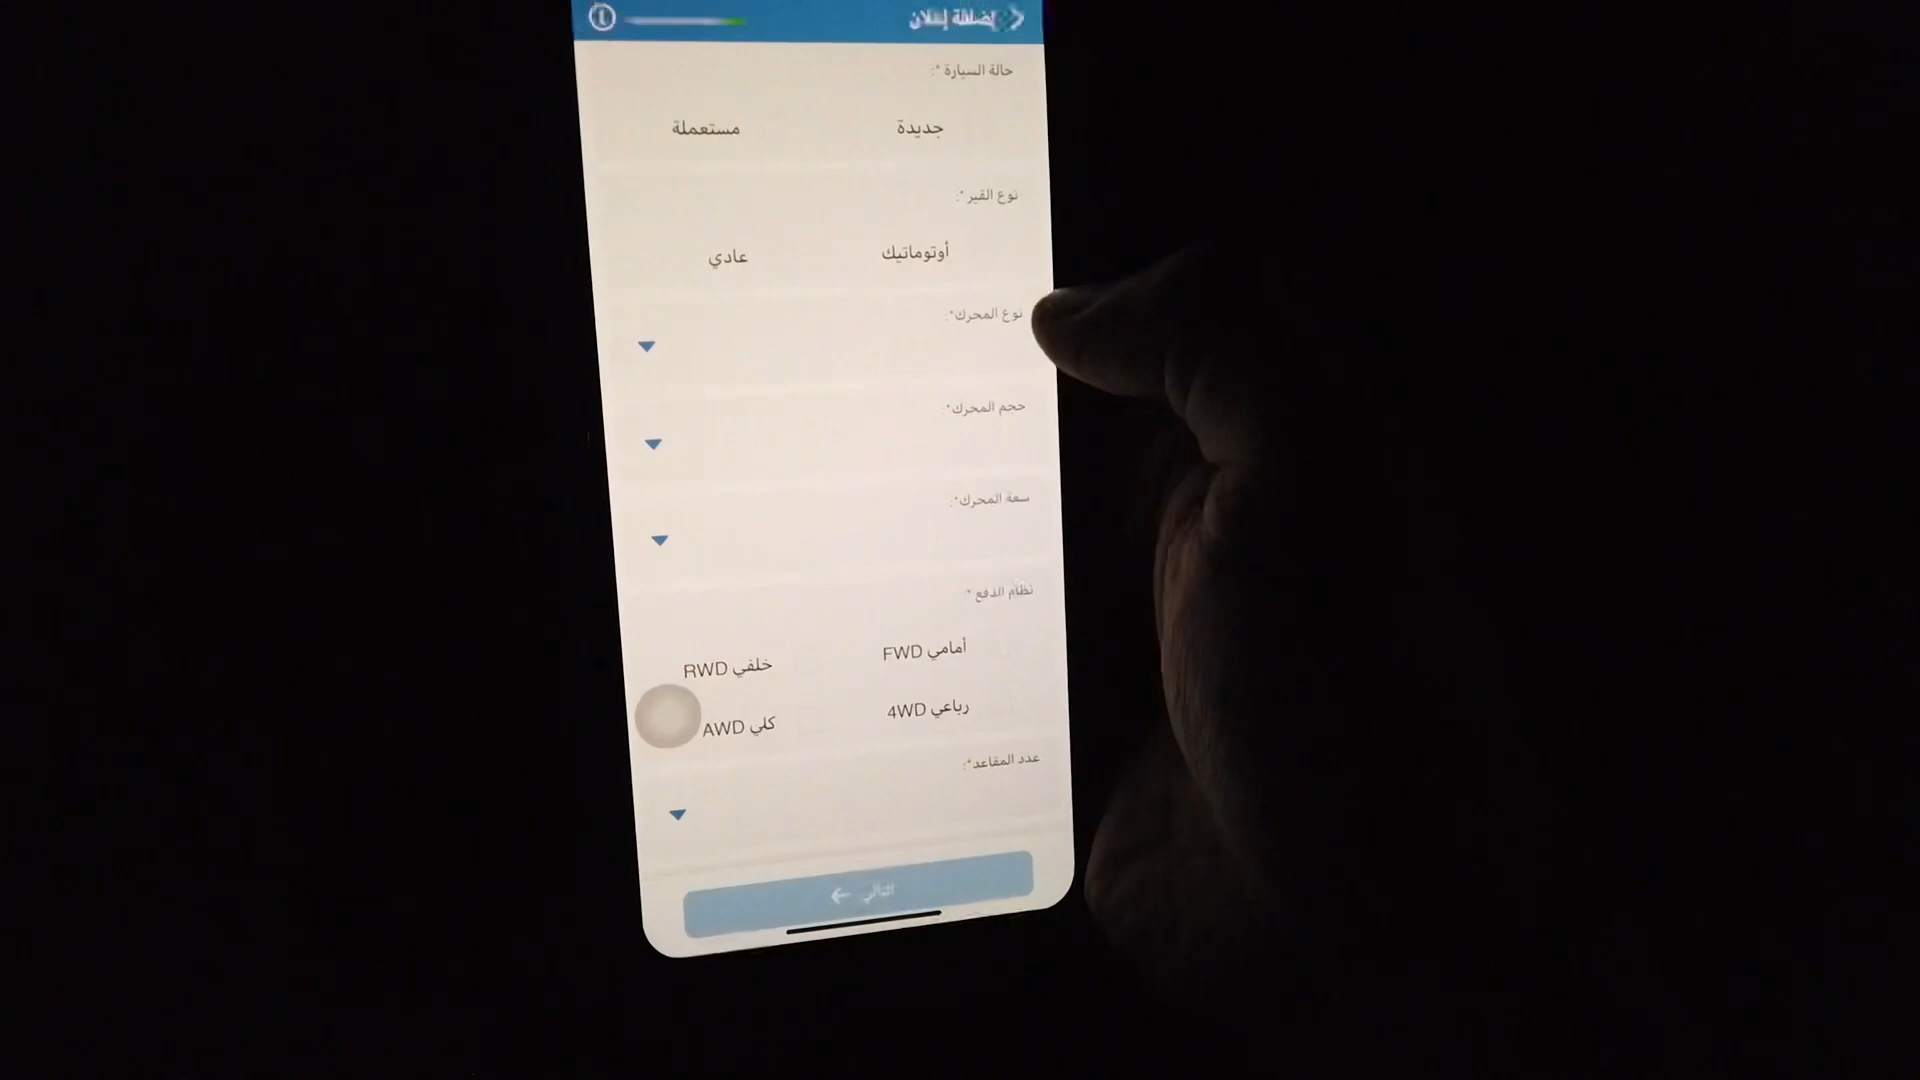 إضافة إعلان
حالة السيارة *:
جديدة مستعملة
نوع القير *:
أوتوماتيك عادي
نوع المحرك*:
حجم المحرك*:
سعة المحرك*:
نظام الدفع *:
أمامي FWD خلفي RWD
رباعي 4WD كلي AWD
عدد المقاعد*:
التالي ←